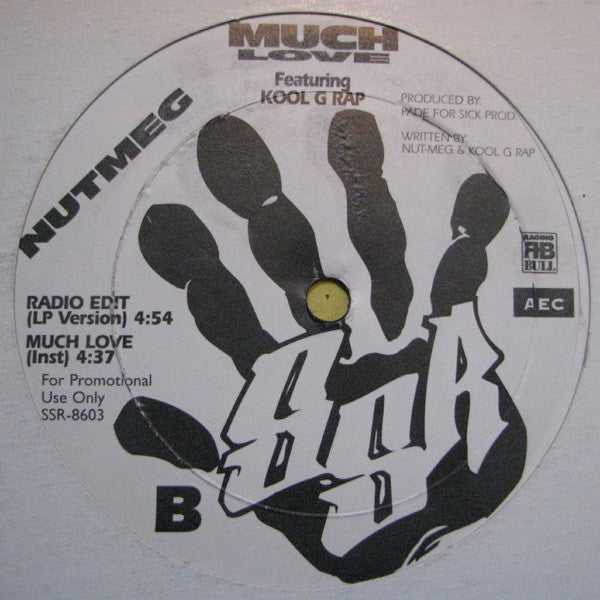 MUCH
LOVE
Featuring
KOOL G RAP
NUTMEG
PRODUCED BY
PADE FOR SICK PROD.
WRITTEN BY
NUT-MEG & KOOL G RAP
RAGING
RB
BULL
AEC
RADIO EDIT
(LP Version) 4:54
MUCH LOVE
(Inst) 4:37
For Promotional
Use Only
SSR-8603
B